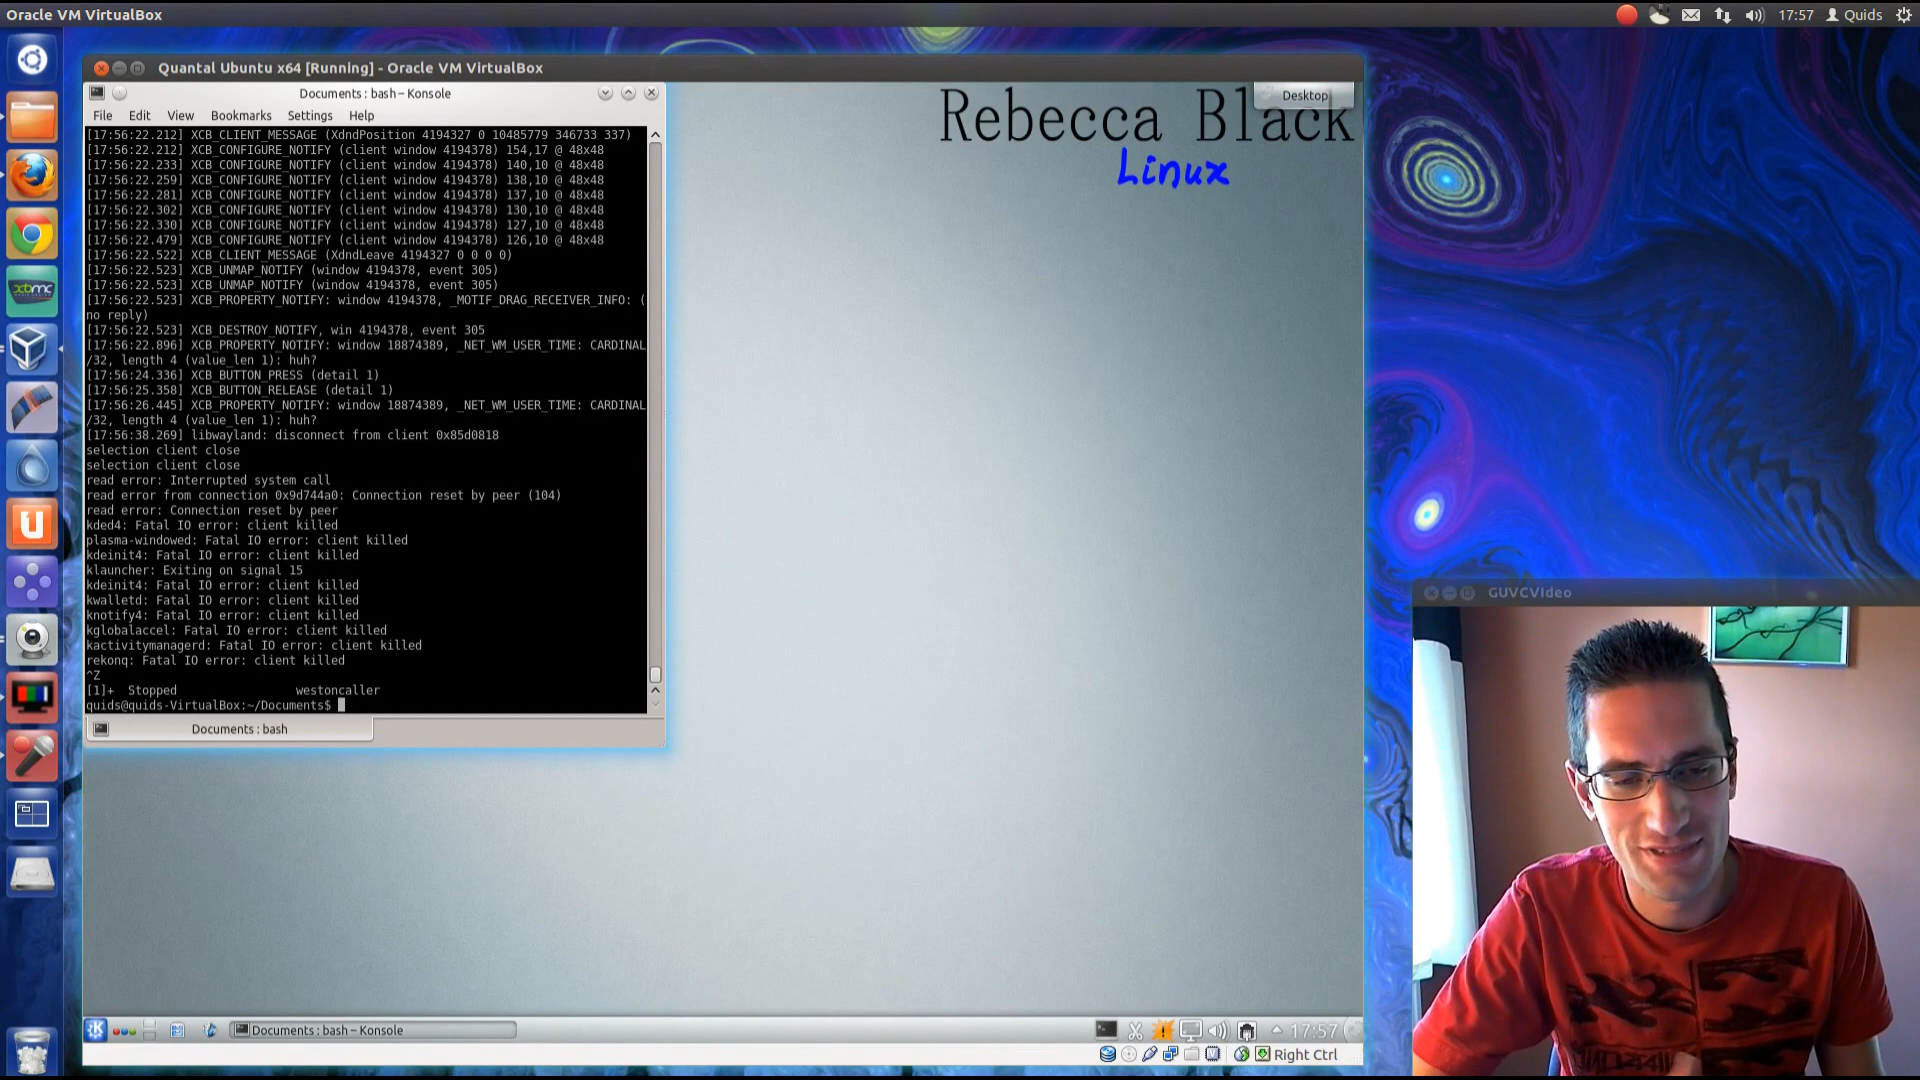 Oracle VM VirtualBox
17:57
Quids
Quantal Ubuntu x64 [Running] - Oracle VM VirtualBox
Documents : bash – Konsole
File Edit View Bookmarks Settings Help
[17:56:22.212] XCB_CLIENT_MESSAGE (XdndPosition 4194327 0 10485779 346733 337)
[17:56:22.212] XCB_CONFIGURE_NOTIFY (client window 4194378) 154,17 @ 48x48
[17:56:22.233] XCB_CONFIGURE_NOTIFY (client window 4194378) 140,10 @ 48x48
[17:56:22.259] XCB_CONFIGURE_NOTIFY (client window 4194378) 138,10 @ 48x48
[17:56:22.281] XCB_CONFIGURE_NOTIFY (client window 4194378) 137,10 @ 48x48
[17:56:22.302] XCB_CONFIGURE_NOTIFY (client window 4194378) 130,10 @ 48x48
[17:56:22.330] XCB_CONFIGURE_NOTIFY (client window 4194378) 127,10 @ 48x48
[17:56:22.479] XCB_CONFIGURE_NOTIFY (client window 4194378) 126,10 @ 48x48
[17:56:22.522] XCB_CLIENT_MESSAGE (XdndLeave 4194327 0 0 0 0)
[17:56:22.523] XCB_UNMAP_NOTIFY (window 4194378, event 305)
[17:56:22.523] XCB_UNMAP_NOTIFY (window 4194378, event 305)
[17:56:22.523] XCB_PROPERTY_NOTIFY: window 4194378, _MOTIF_DRAG_RECEIVER_INFO: (
no reply)
[17:56:22.523] XCB_DESTROY_NOTIFY, win 4194378, event 305
[17:56:22.896] XCB_PROPERTY_NOTIFY: window 18874389, _NET_WM_USER_TIME: CARDINAL
/32, length 4 (value_len 1): huh?
[17:56:24.336] XCB_BUTTON_PRESS (detail 1)
[17:56:25.358] XCB_BUTTON_RELEASE (detail 1)
[17:56:26.445] XCB_PROPERTY_NOTIFY: window 18874389, _NET_WM_USER_TIME: CARDINAL
/32, length 4 (value_len 1): huh?
[17:56:38.269] libwayland: disconnect from client 0x85d0818
selection client close
selection client close
read error: Interrupted system call
read error from connection 0x9d744a0: Connection reset by peer (104)
read error: Connection reset by peer
kded4: Fatal IO error: client killed
plasma-windowed: Fatal IO error: client killed
kdeinit4: Fatal IO error: client killed
klauncher: Exiting on signal 15
kdeinit4: Fatal IO error: client killed
kwalletd: Fatal IO error: client killed
knotify4: Fatal IO error: client killed
kglobalaccel: Fatal IO error: client killed
kactivitymanagerd: Fatal IO error: client killed
rekonq: Fatal IO error: client killed
^Z
[1]+ Stopped westoncaller
quids@quids-VirtualBox:~/Documents$
Documents : bash
Rebecca Black
Linux
Desktop
xbmc
GUVCVideo
Documents : bash – Konsole
17:57
Right Ctrl